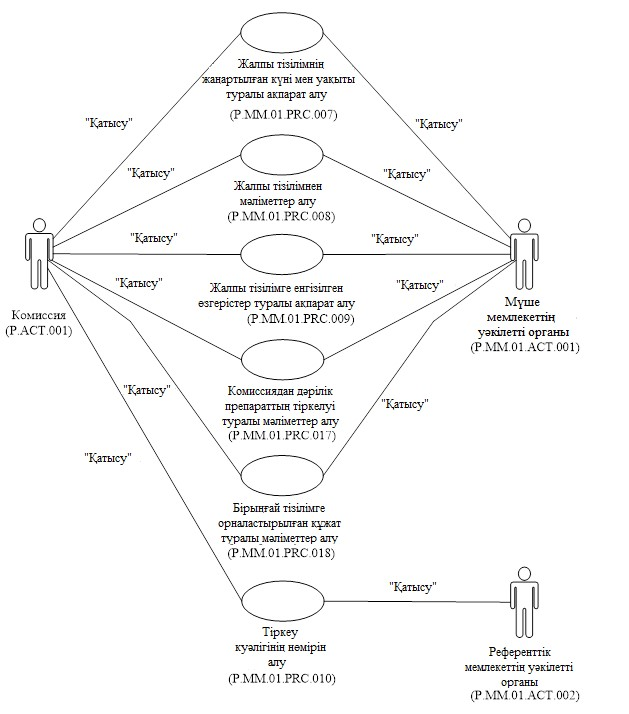 Жалпы тізілімнің
жаңартылған күні мен уақыты
туралы ақпарат алу
(P.MM.01.PRC.007)
"Қатысу"
"Қатысу"
"Қатысу"
"Қатысу"
Жалпы тізілімнен
мәліметтер алу
(P.MM.01.PRC.008)
"Қатысу"
"Қатысу"
Жалпы тізілімге енгізілген
өзгерістер туралы ақпарат алу
(P.MM.01.PRC.009)
"Қатысу"
"Қатысу"
Комиссия
(P.ACT.001)
Мүше
мемлекеттің
уәкілетті органы
(P.MM.01.ACT.001)
Комиссиядан дәрілік
препараттың тіркелуі
туралы мәліметтер алу
(P.MM.01.PRC.017)
"Қатысу"
"Қатысу"
"Қатысу"
Бірыңғай тізілімге
орналастырылған құжат
туралы мәліметтер алу
(P.MM.01.PRC.018)
"Қатысу"
Тіркеу
куәлігінің нөмірін
алу
(P.MM.01.PRC.010)
Референттік
мемлекеттің уәкілетті
органы
(P.MM.01.ACT.002)